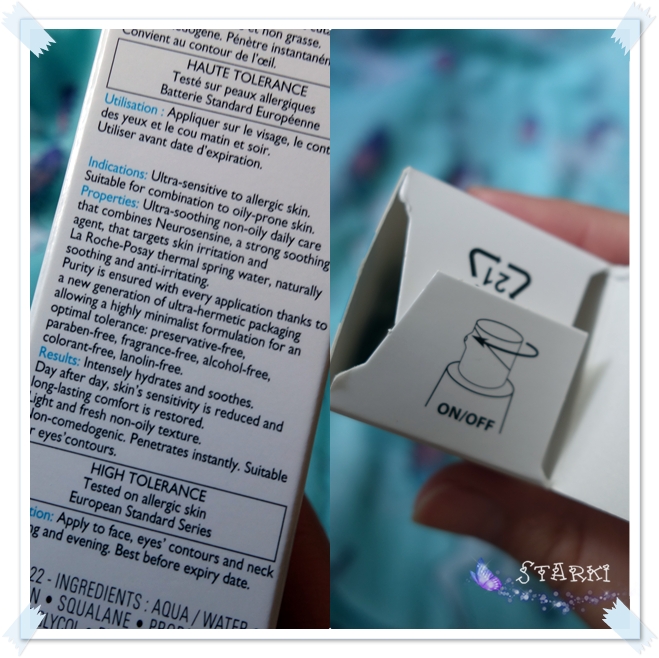 et non grasse.
Pénètre instantané
Convient au contour de l'œil.
HAUTE TOLERANCE
Testé sur peaux allergiques
Batterie Standard Européenne
Utilisation : Appliquer sur le visage, le cont
des yeux et le cou matin et soir.
Utiliser avant date d'expiration.
Indications: Ultra-sensitive to allergic skin.
Suitable for combination to oily-prone skin.
Properties: Ultra-soothing non-oily daily care
that combines Neurosensine, a strong soothing
agent, that targets skin irritation and
La Roche-Posay thermal spring water, naturally
soothing and anti-irritating.
Purity is ensured with every application thanks to
a new generation of ultra-hermetic packaging
allowing a highly minimalist formulation for an
optimal tolerance: preservative-free,
paraben-free, fragrance-free, alcohol-free,
colorant-free, lanolin-free.
Results: Intensely hydrates and soothes.
Day after day, skin's sensitivity is reduced and
long-lasting comfort is restored.
Light and fresh non-oily texture.
Non-comedogenic. Penetrates instantly. Suitable
r eyes'contours.
HIGH TOLERANCE
Tested on allergic skin
European Standard Series
tion: Apply to face, eyes' contours and neck
g and evening. Best before expiry date.
22 - INGREDIENTS : AQUA / WATER
N • SQUALANE •
GLYCOL •
21
ON/OFF
STARKI